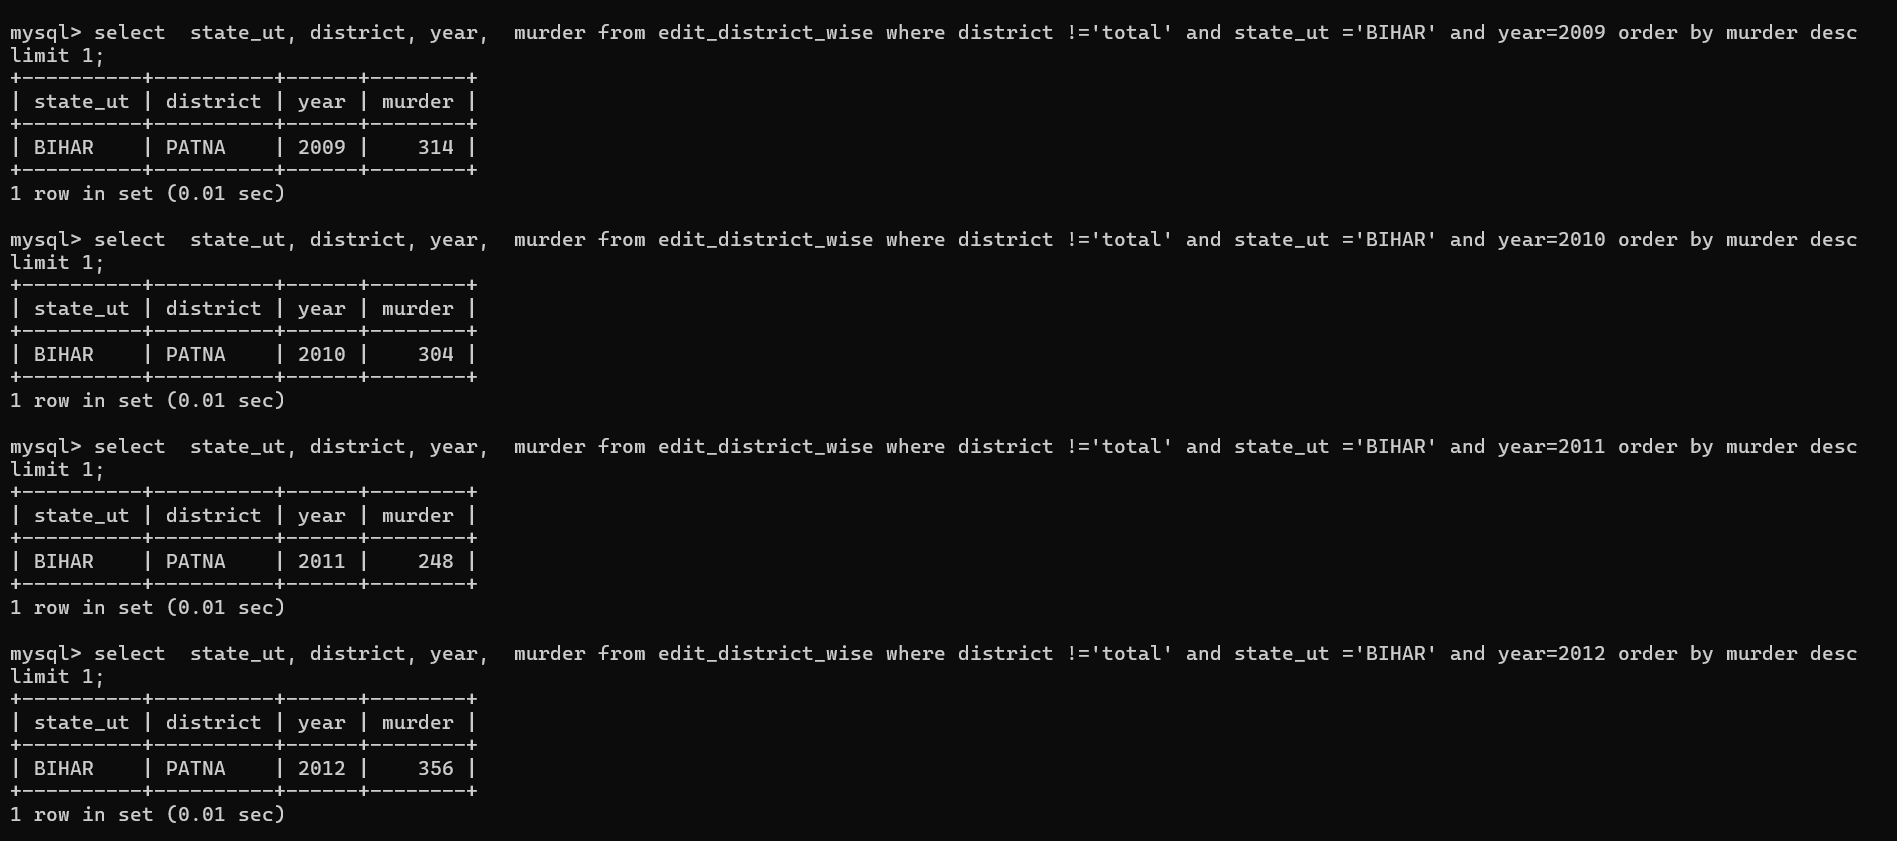 mysql> select  state_ut, district, year,  murder from edit_district_wise where district !='total' and state_ut ='BIHAR' and year=2009 order by murder desc
limit 1;
+----------+----------+------+--------+
| state_ut | district | year | murder |
+----------+----------+------+--------+
| BIHAR    | PATNA    | 2009 |    314 |
+----------+----------+------+--------+
1 row in set (0.01 sec)

mysql> select  state_ut, district, year,  murder from edit_district_wise where district !='total' and state_ut ='BIHAR' and year=2010 order by murder desc
limit 1;
+----------+----------+------+--------+
| state_ut | district | year | murder |
+----------+----------+------+--------+
| BIHAR    | PATNA    | 2010 |    304 |
+----------+----------+------+--------+
1 row in set (0.01 sec)

mysql> select  state_ut, district, year,  murder from edit_district_wise where district !='total' and state_ut ='BIHAR' and year=2011 order by murder desc
limit 1;
+----------+----------+------+--------+
| state_ut | district | year | murder |
+----------+----------+------+--------+
| BIHAR    | PATNA    | 2011 |    248 |
+----------+----------+------+--------+
1 row in set (0.01 sec)

mysql> select  state_ut, district, year,  murder from edit_district_wise where district !='total' and state_ut ='BIHAR' and year=2012 order by murder desc
limit 1;
+----------+----------+------+--------+
| state_ut | district | year | murder |
+----------+----------+------+--------+
| BIHAR    | PATNA    | 2012 |    356 |
+----------+----------+------+--------+
1 row in set (0.01 sec)